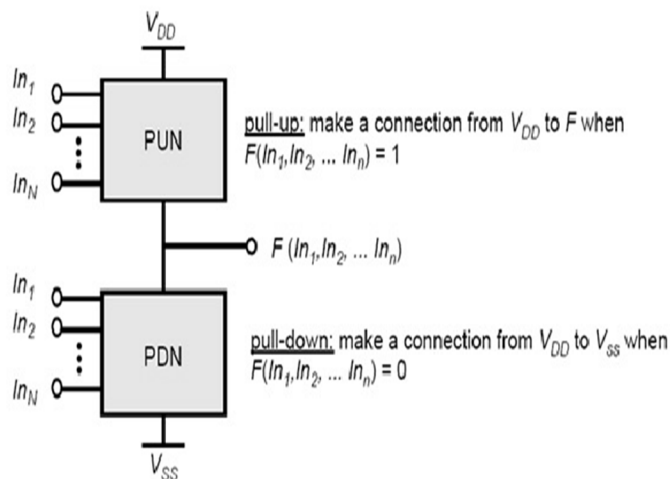 V_DD
In_1
In_2
In_N
PUN
pull-up: make a connection from V_DD to F when
F(In_1,In_2, ... In_n) = 1
F (In_1,In_2, ... In_n)
In_1
In_2
In_N
PDN
pull-down: make a connection from V_DD to V_SS when
F(In_1,In_2, ... In_n) = 0
V_SS